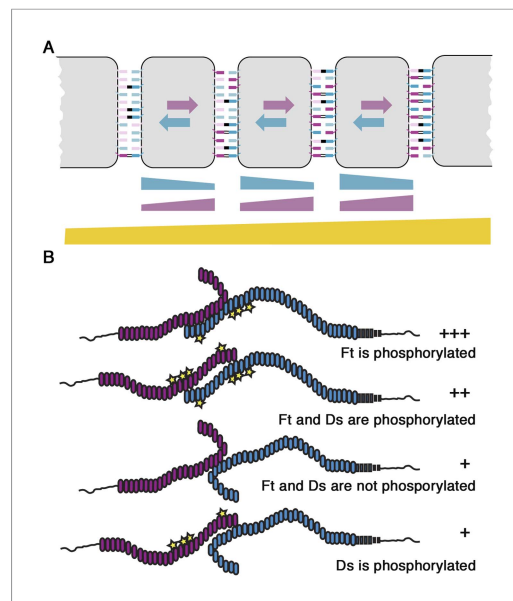 A
B
+++
Ft is phosphorylated
++
Ft and Ds are phosphorylated
+
Ft and Ds are not phosporylated
+
Ds is phosphorylated